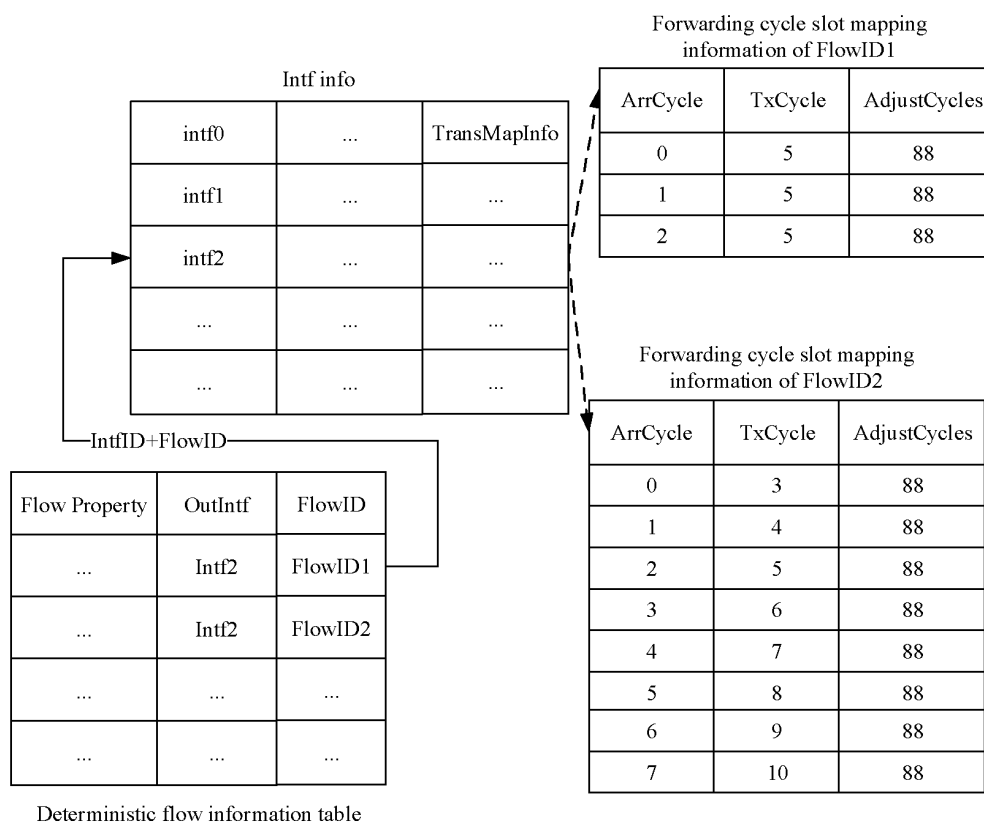 Intf info
intf0 ... TransMapInfo
intf1 ... ...
intf2 ... ...
... ... ...
... ... ...
IntfID+FlowID
Flow Property OutIntf FlowID
... Intf2 FlowID1
... Intf2 FlowID2
... ... ...
... ... ...
Deterministic flow information table
Forwarding cycle slot mapping
information of FlowID1
ArrCycle TxCycle AdjustCycles
0 5 88
1 5 88
2 5 88
Forwarding cycle slot mapping
information of FlowID2
ArrCycle TxCycle AdjustCycles
0 3 88
1 4 88
2 5 88
3 6 88
4 7 88
5 8 88
6 9 88
7 10 88